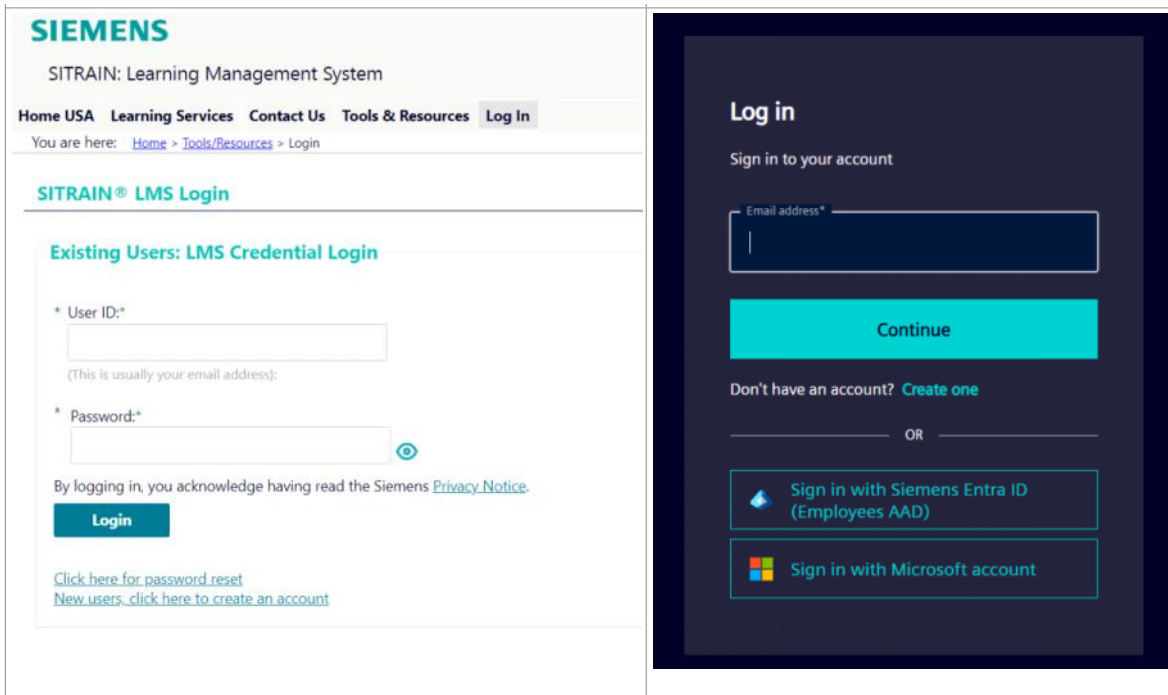 SIEMENS
SITRAIN: Learning Management System
Home USA Learning Services Contact Us Tools & Resources Log In
You are here: Home > Tools/Resources > Login
SITRAIN® LMS Login
Existing Users: LMS Credential Login
* User ID:*
(This is usually your email address):
* Password:*
By logging in, you acknowledge having read the Siemens Privacy Notice.
Login
Click here for password reset
New users, click here to create an account
Log in
Sign in to your account
Email address*
Continue
Don't have an account? Create one
OR
Sign in with Siemens Entra ID
(Employees AAD)
Sign in with Microsoft account